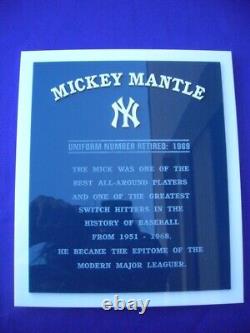 MICKEY MANTLE
NY
UNIFORM NUMBER RETIRED: 1969
THE MICK WAS ONE OF THE
BEST ALL-AROUND PLAYERS
AND ONE OF THE GREATEST
SWITCH HITTERS IN THE
HISTORY OF BASEBALL
FROM 1951 - 1968.
HE BECAME THE EPITOME OF THE
MODERN MAJOR LEAGUER.